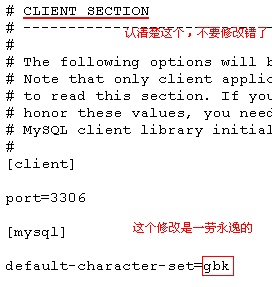 # CLIENT SECTION
# ----------------------
认清楚这个，不要修改错了
#
# The following options will b
# Note that only client applic
# to read this section. If you
# honor these values, you need
# MySQL client library initial
#
[client]
port=3306
[mysql]
这个修改是一劳永逸的
default-character-set=gbk